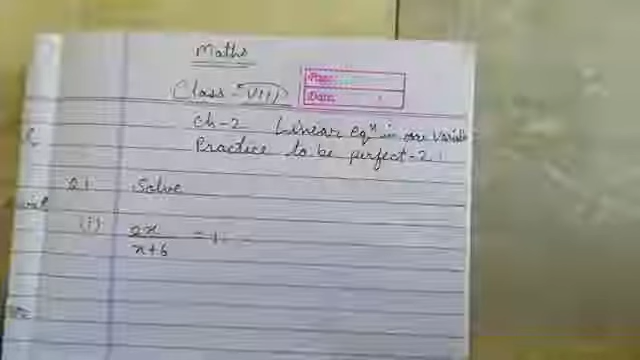 Maths
Page:
Date:
Class - VIII
Ch-2 Linear eqⁿ in one Variable
Practice to be perfect-2.
Q1. Solve
(i) 2x
x+6 = 1